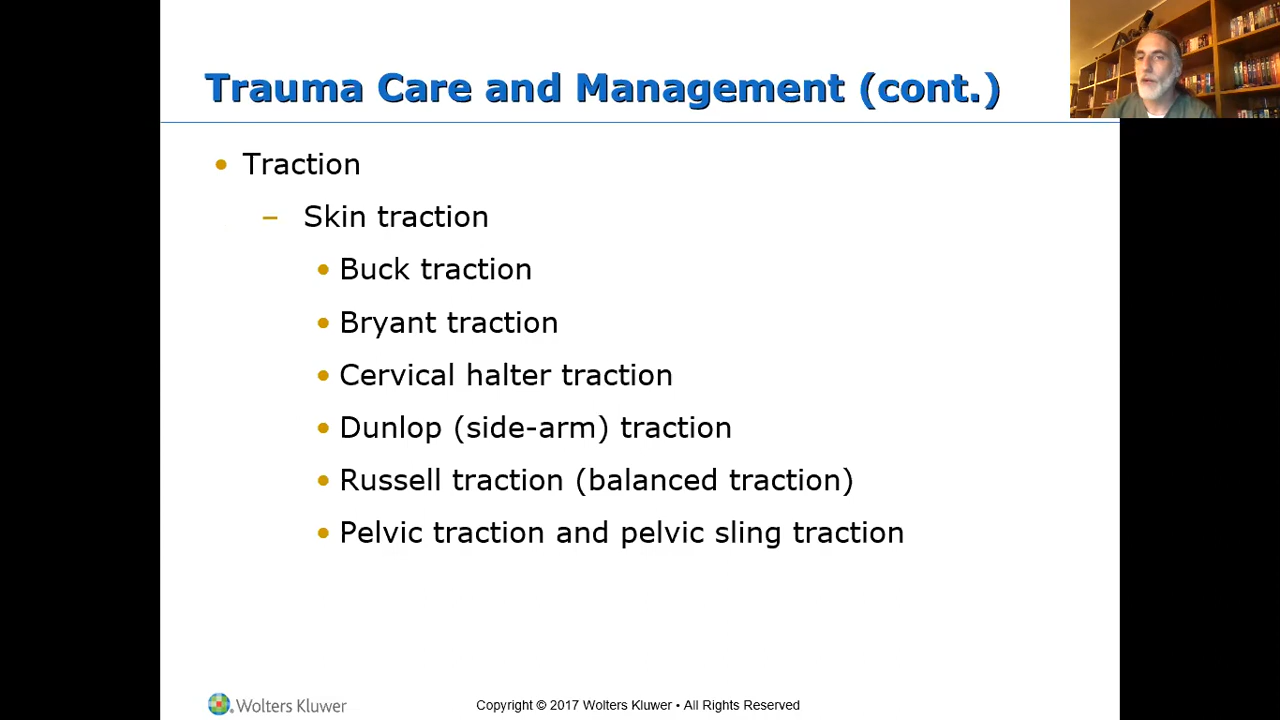 Trauma Care and Management (cont.)
• Traction
– Skin traction
• Buck traction
• Bryant traction
• Cervical halter traction
• Dunlop (side-arm) traction
• Russell traction (balanced traction)
• Pelvic traction and pelvic sling traction
Wolters Kluwer
Copyright © 2017 Wolters Kluwer • All Rights Reserved